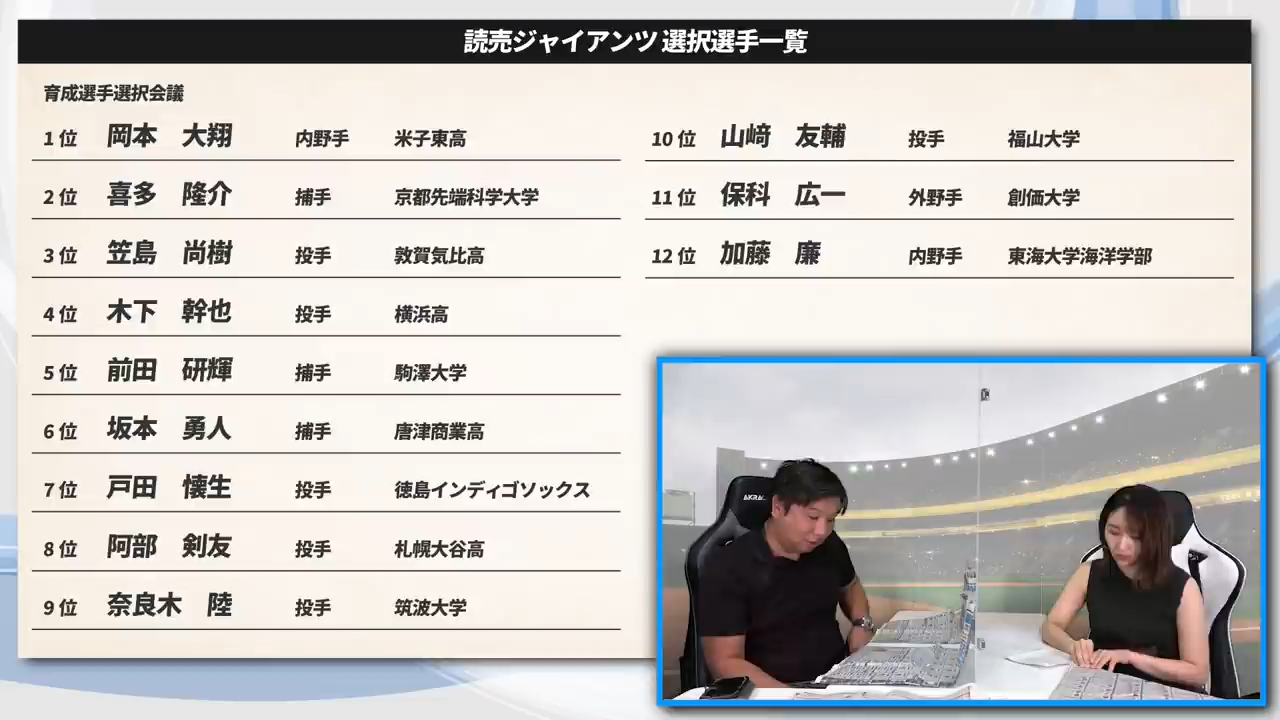 読売ジャイアンツ 選択選手一覧
育成選手選択会議
1位 岡本 大翔 内野手 米子東高
2位 喜多 隆介 捕手 京都先端科学大学
3位 笠島 尚樹 投手 敦賀気比高
4位 木下 幹也 投手 横浜高
5位 前田 研輝 捕手 駒澤大学
6位 坂本 勇人 捕手 唐津商業高
7位 戸田 懐生 投手 徳島インディゴソックス
8位 阿部 剣友 投手 札幌大谷高
9位 奈良木 陸 投手 筑波大学
10位 山﨑 友輔 投手 福山大学
11位 保科 広一 外野手 創価大学
12位 加藤 廉 内野手 東海大学海洋学部